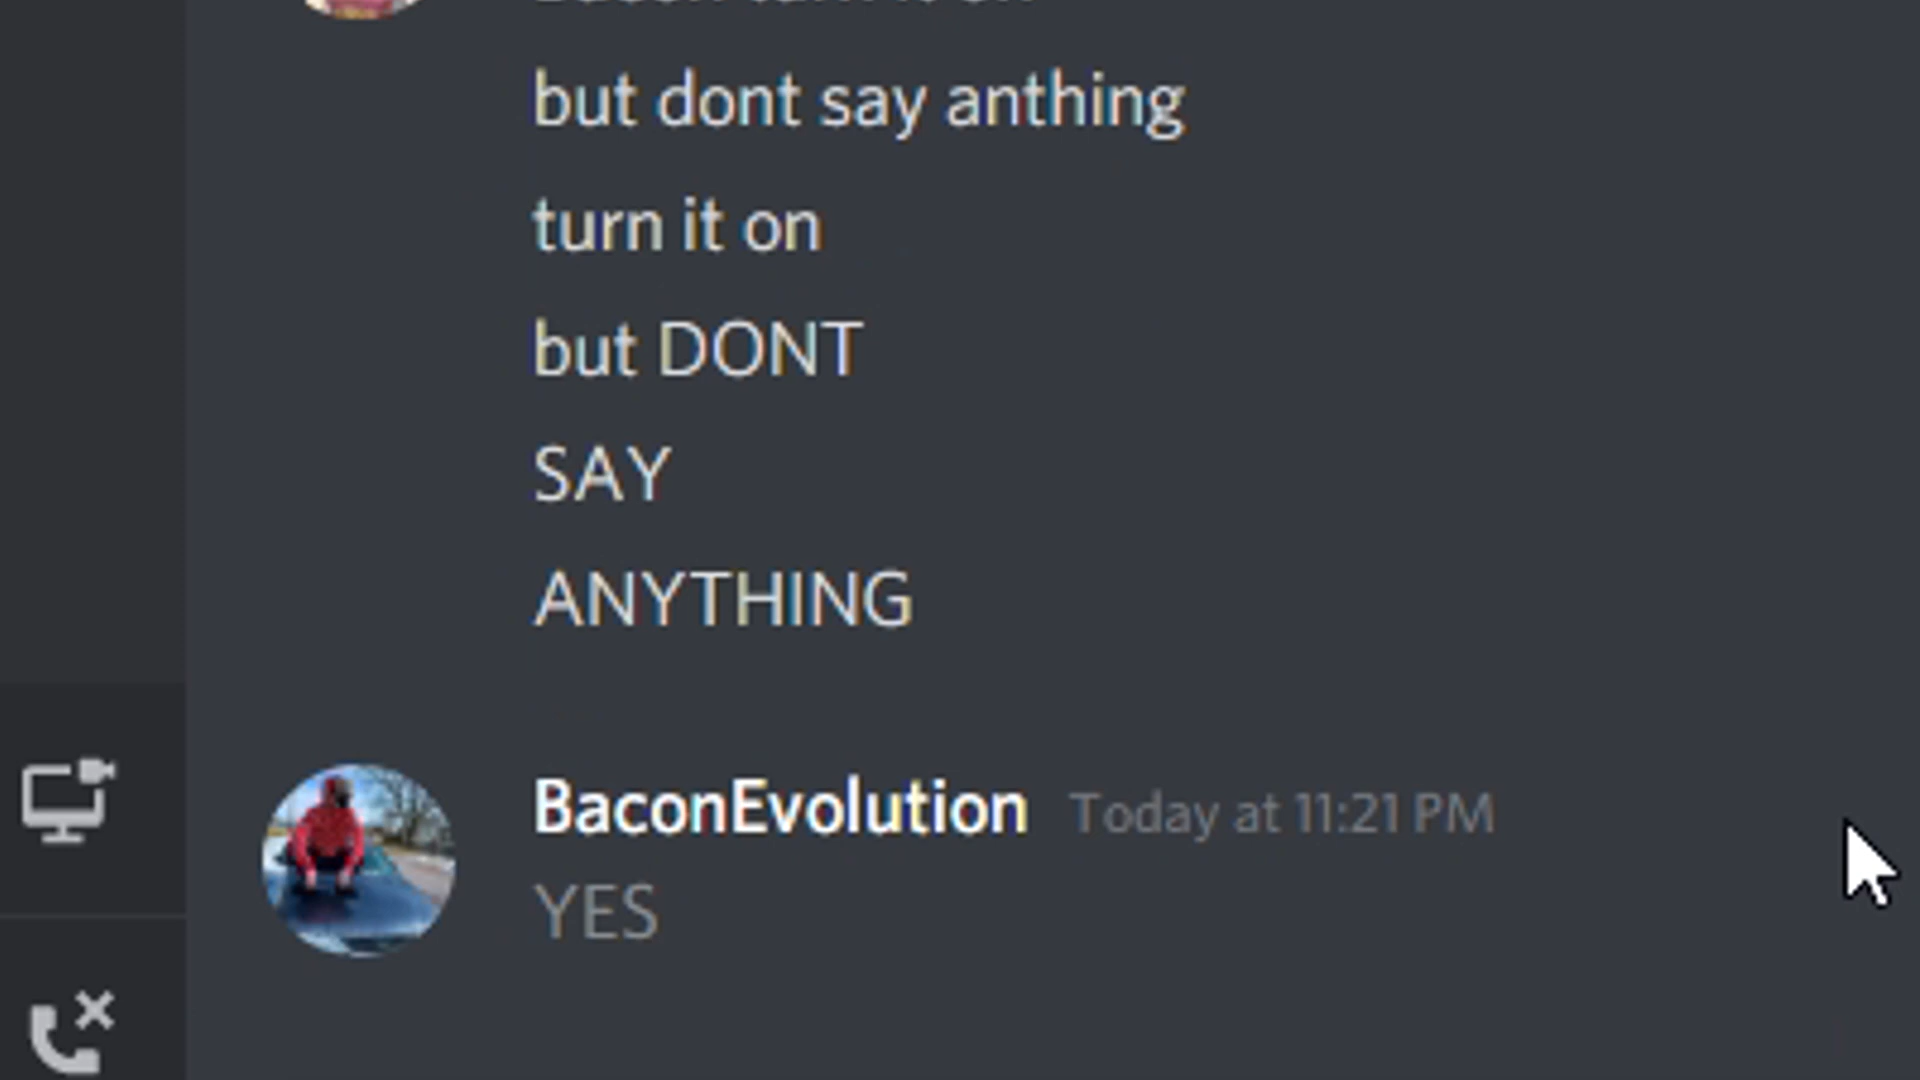 but dont say anthing
turn it on
but DONT
SAY
ANYTHING
BaconEvolution Today at 11:21 PM
YES